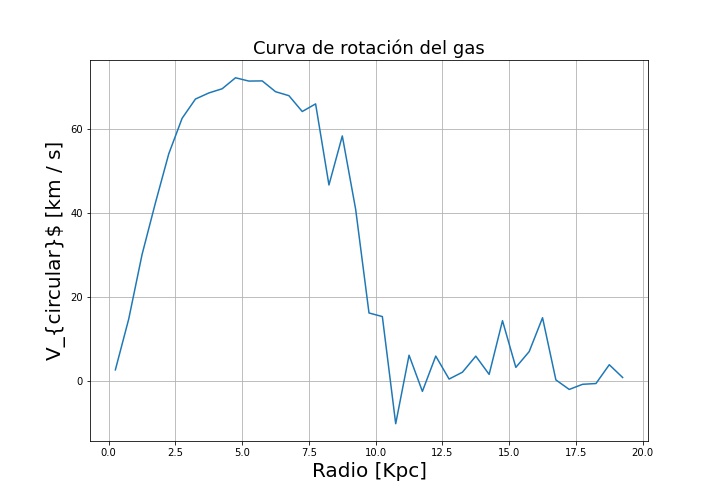 Curva de rotación del gas
V_{circular}$ [km / s]
60
40
20
0
0.0 2.5 5.0 7.5 10.0 12.5 15.0 17.5 20.0
Radio [Kpc]